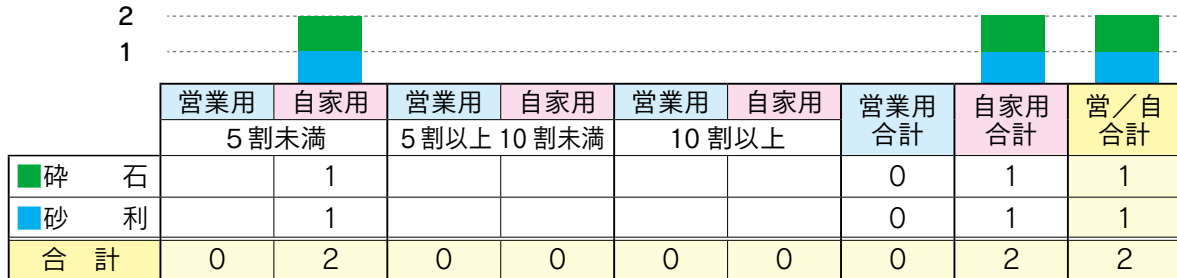 2
1
営業用 自家用 営業用 自家用 営業用 自家用 営業用合計 自家用合計 営／自合計
5割未満 5割以上10割未満 10割以上
砕 石 1 0 1 1
砂 利 1 0 1 1
合 計 0 2 0 0 0 0 0 2 2